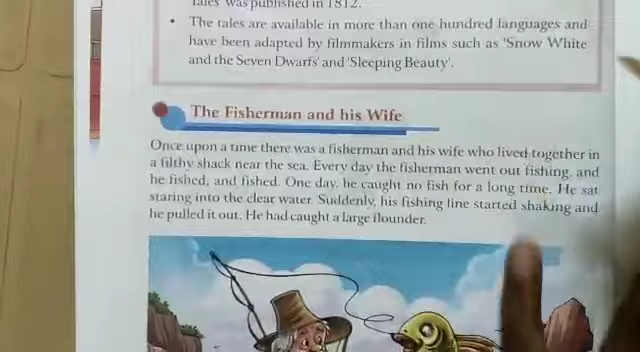 Tales' was published in 1812.
• The tales are available in more than one hundred languages and
have been adapted by filmmakers in films such as 'Snow White
and the Seven Dwarfs' and 'Sleeping Beauty'.
The Fisherman and his Wife
Once upon a time there was a fisherman and his wife who lived together in
a filthy shack near the sea. Every day the fisherman went out fishing, and
he fished, and fished. One day, he caught no fish for a long time. He sat
staring into the clear water. Suddenly, his fishing line started shaking and
he pulled it out. He had caught a large flounder.